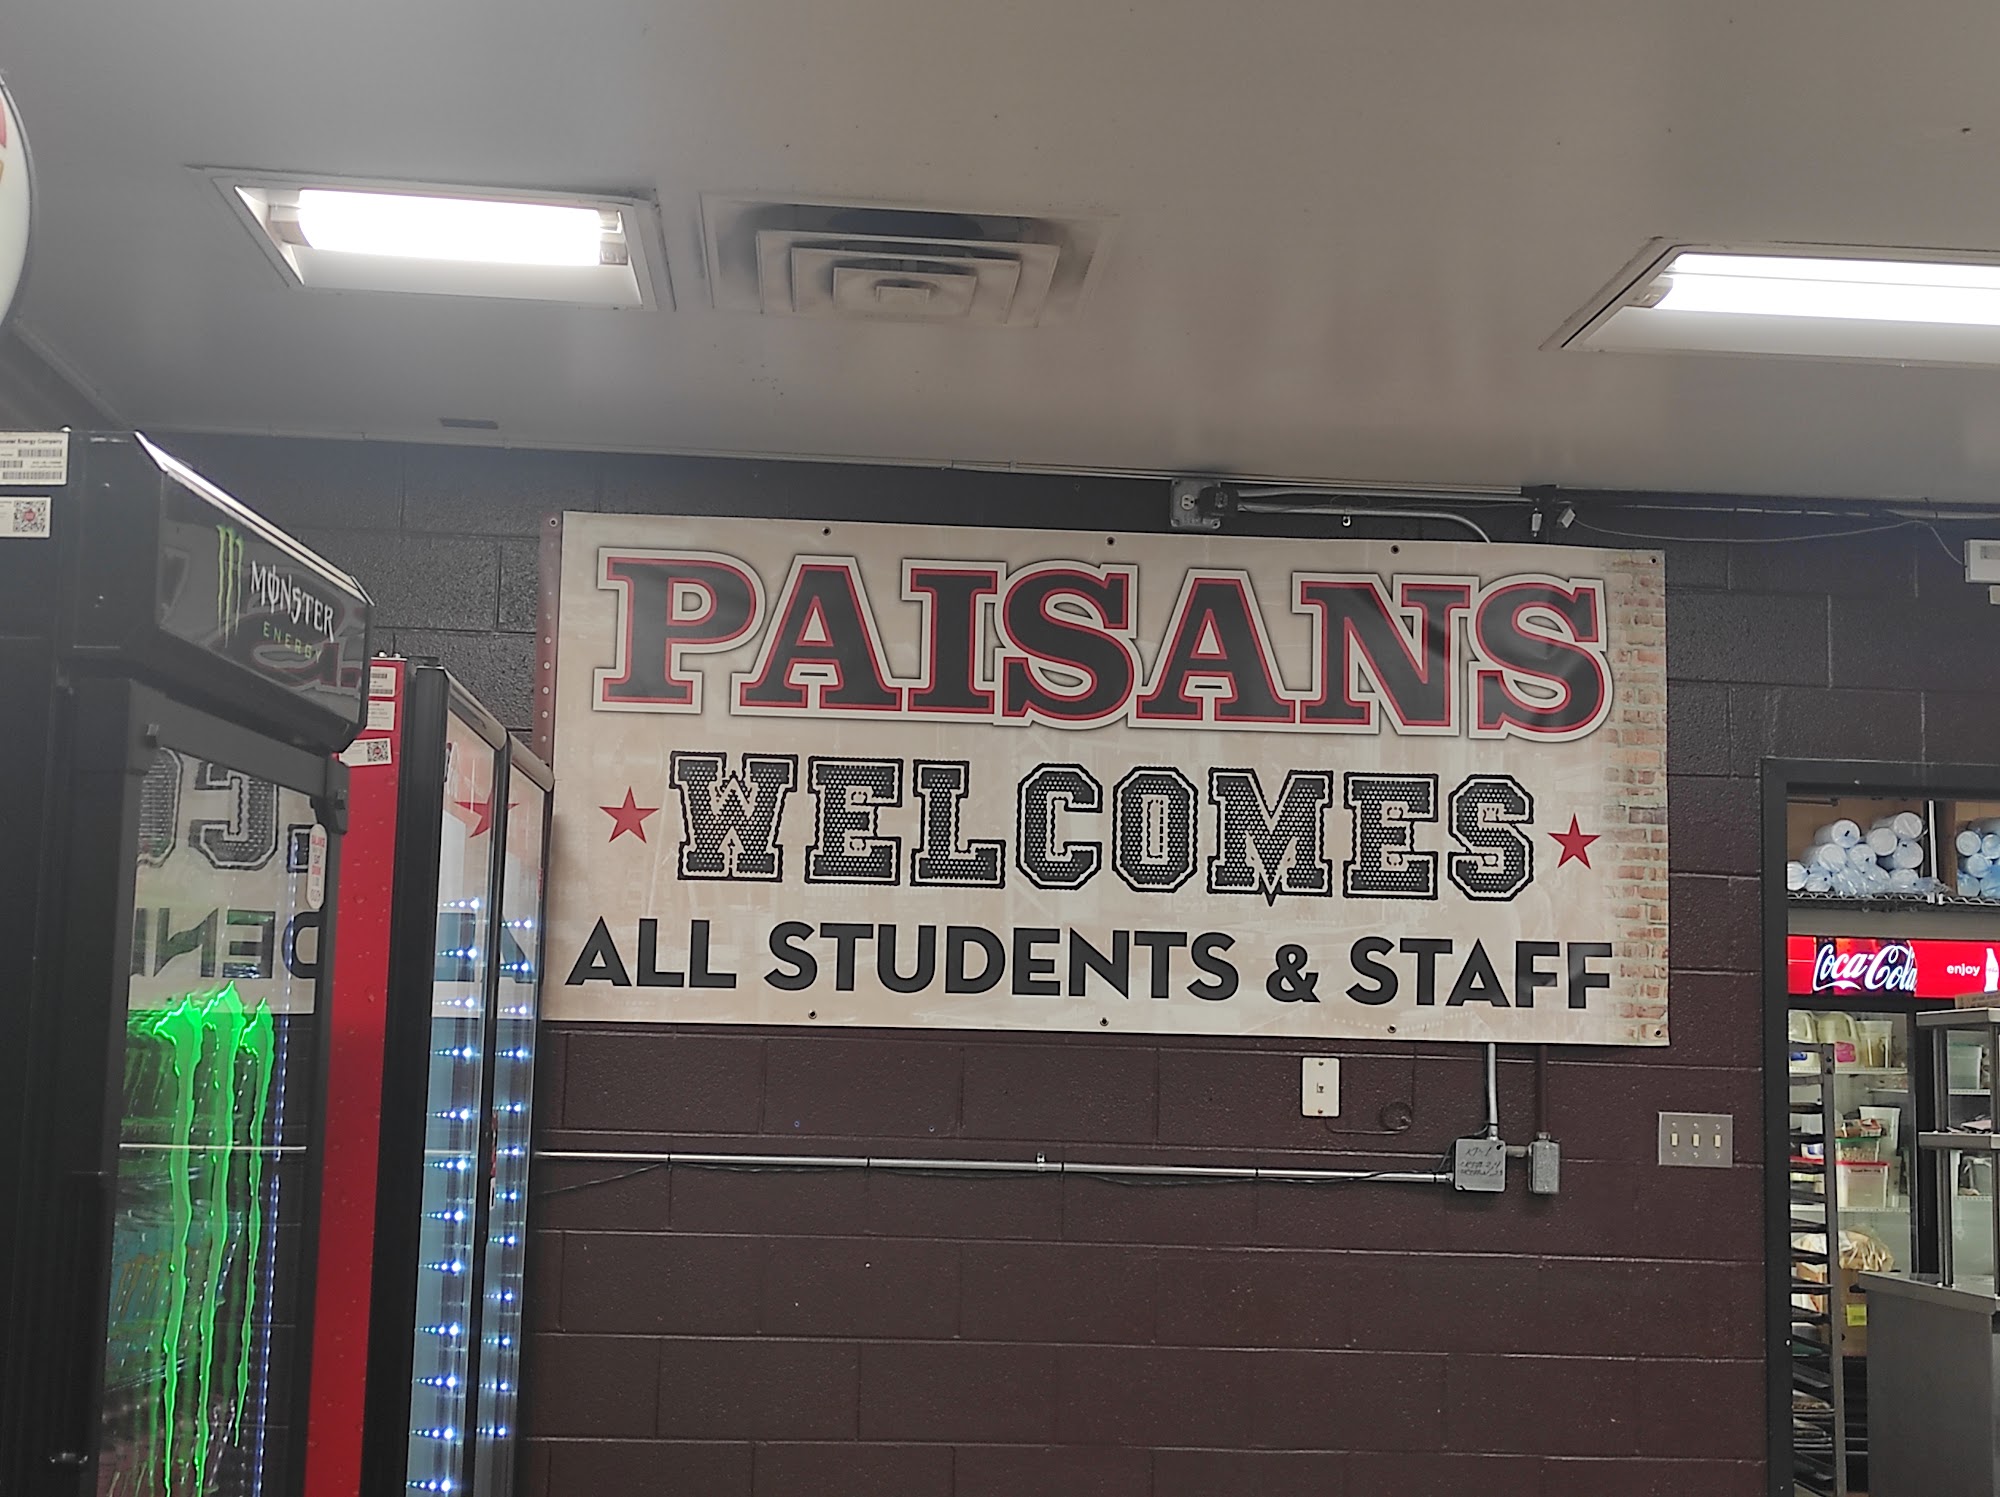 PAISANS
WELCOMES
ALL STUDENTS & STAFF
MONSTER
ENERGY
Coca-Cola
enjoy